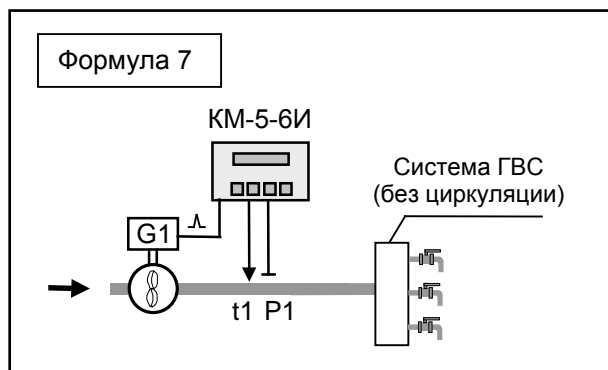 Формула 7
КМ-5-6И
Система ГВС
(без циркуляции)
G1
t1 P1